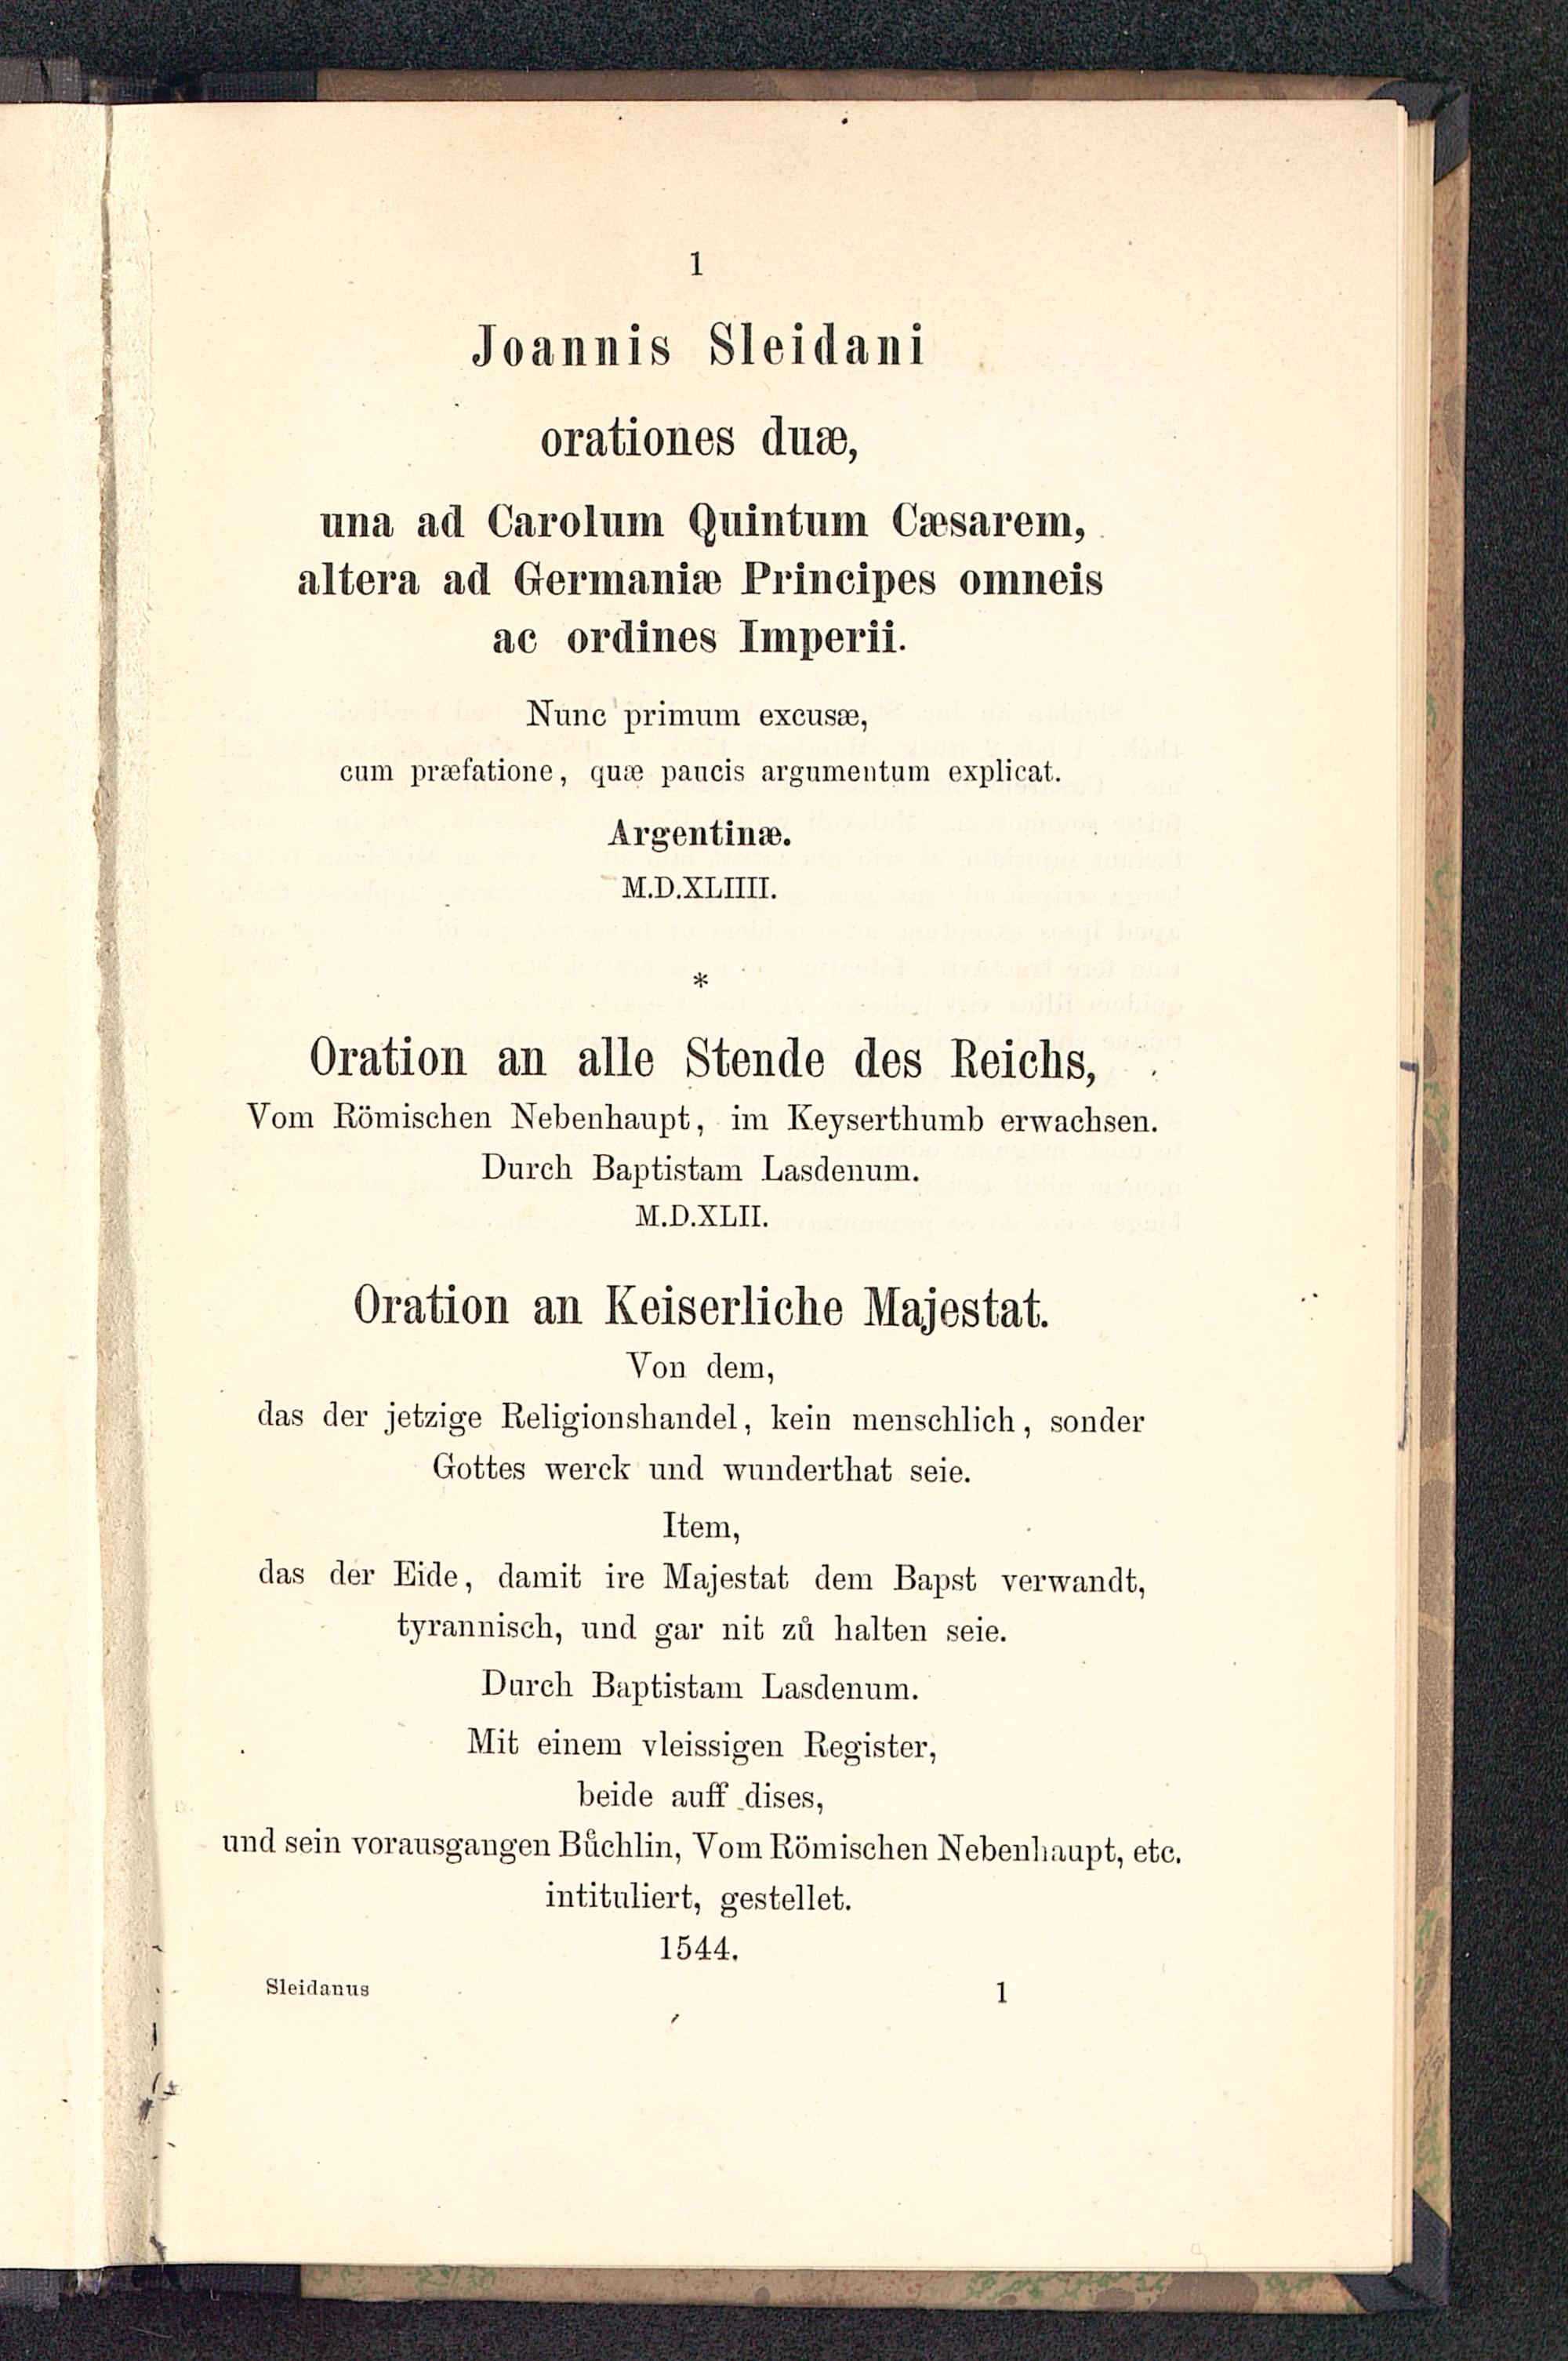 1
Joannis Sleidani
orationes duæ,
una ad Carolum Quintum Cæsarem,
altera ad Germaniæ Principes omneis
ac ordines Imperii.
Nunc primum excusæ,
cum præfatione, quæ paucis argumentum explicat.
Argentinæ.
M.D.XLIIII.
*
Oration an alle Stende des Reichs,
Vom Römischen Nebenhaupt, im Keyserthumb erwachsen.
Durch Baptistam Lasdenum.
M.D.XLII.
Oration an Keiserliche Majestat.
Von dem,
das der jetzige Religionshandel, kein menschlich, sonder
Gottes werck und wunderthat seie.
Item,
das der Eide, damit ire Majestat dem Bapst verwandt,
tyrannisch, und gar nit zů halten seie.
Durch Baptistam Lasdenum.
Mit einem vleissigen Register,
beide auff dises,
und sein vorausgangen Bůchlin, Vom Römischen Nebenhaupt, etc.
intituliert, gestellet.
1544.
Sleidanus 1